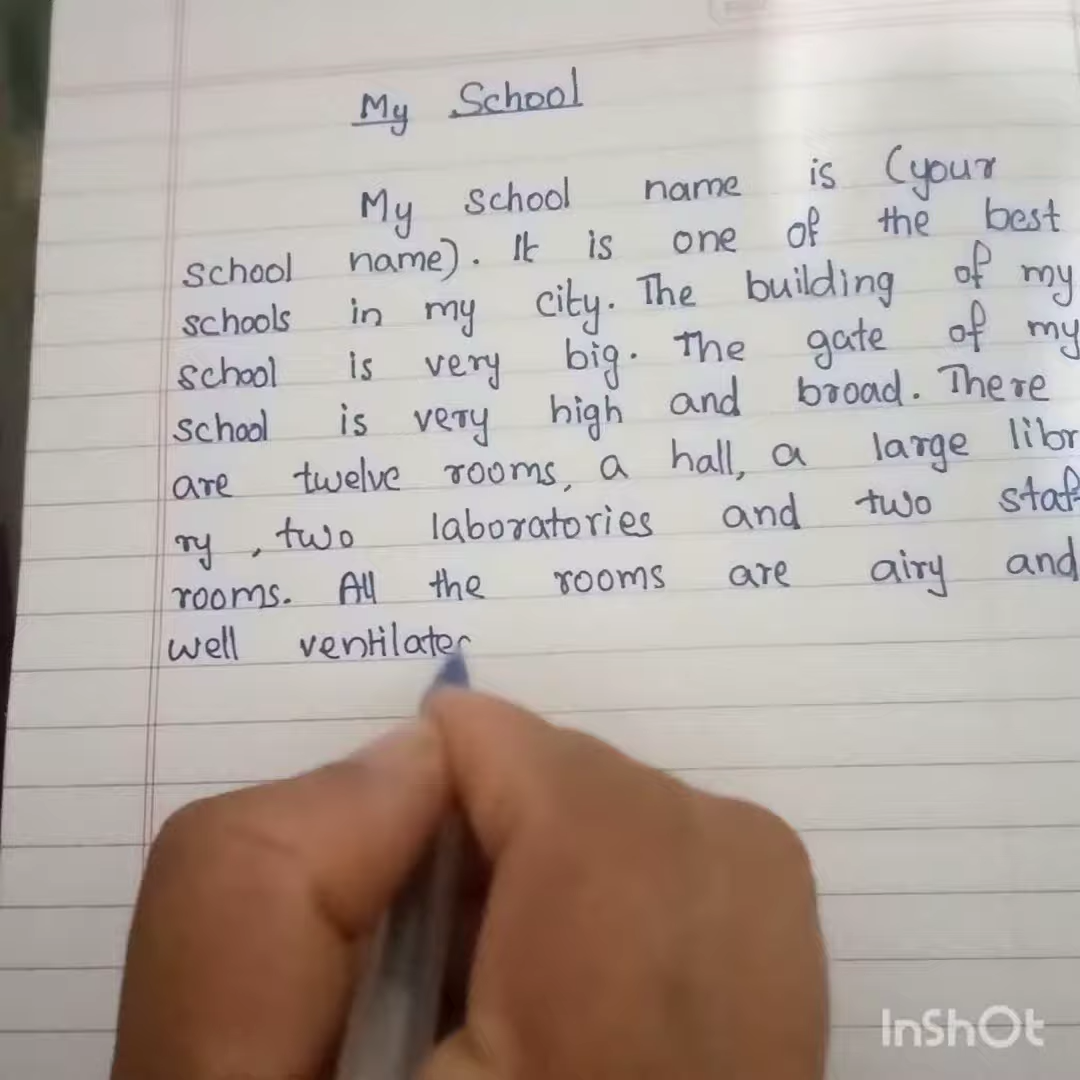 My School
My school name is (your
school name). It is one of the best
schools in my city. The building of my
school is very big. The gate of my
school is very high and broad. There
are twelve rooms, a hall, a large libr
ry, two laboratories and two staf
rooms. All the rooms are airy and
well ventilate
InShOt